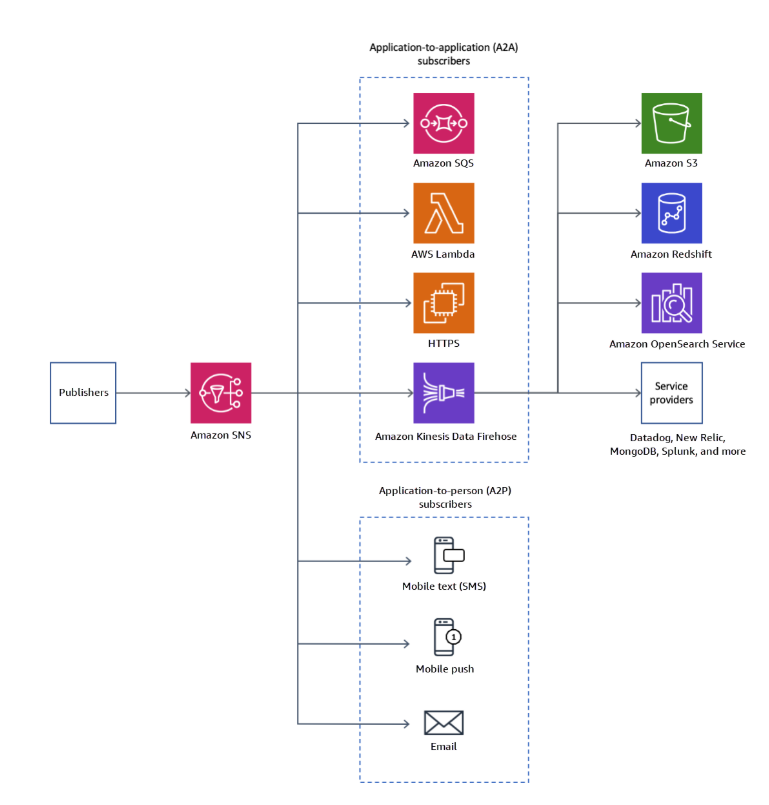 Application-to-application (A2A)
subscribers
Amazon SQS
Amazon S3
AWS Lambda
Amazon Redshift
HTTPS
Amazon OpenSearch Service
Publishers
Amazon SNS
Amazon Kinesis Data Firehose
Service
providers
Datadog, New Relic,
MongoDB, Splunk, and more
Application-to-person (A2P)
subscribers
Mobile text (SMS)
1
Mobile push
Email